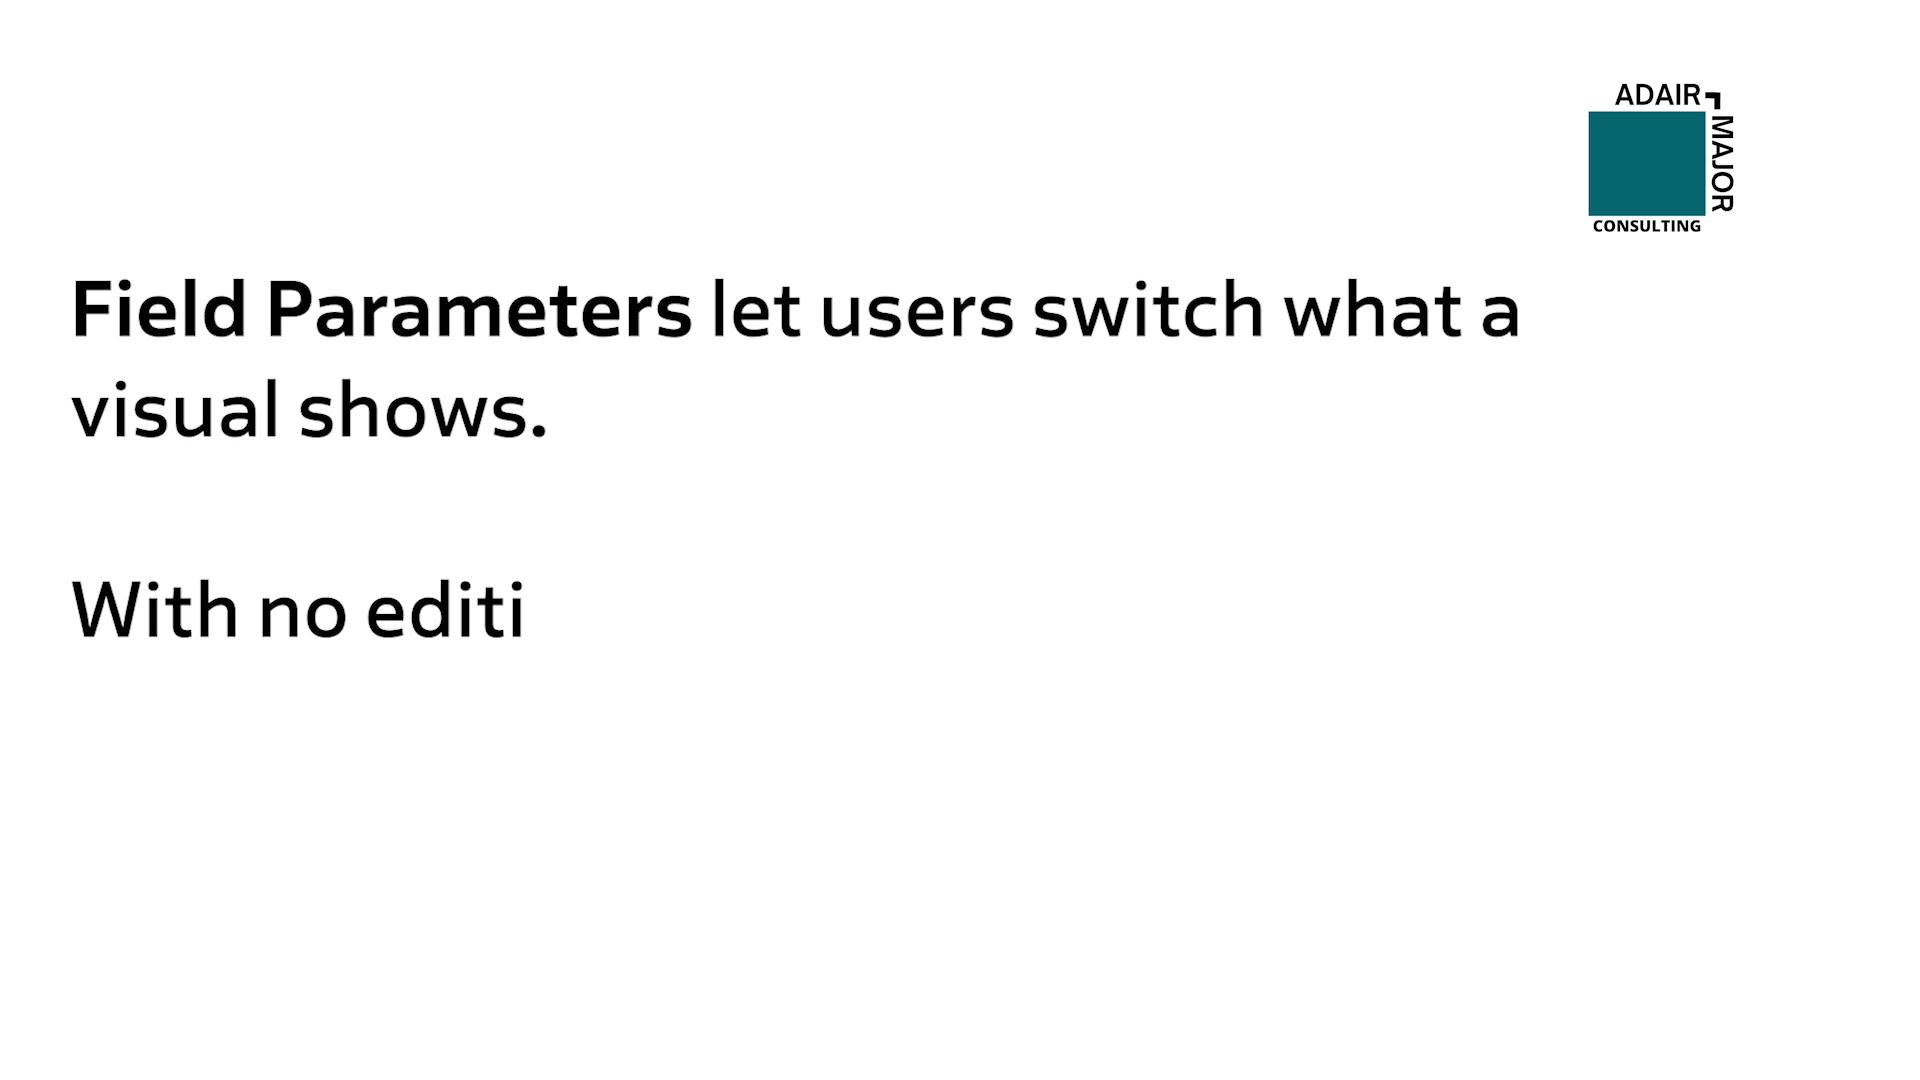 ADAIR
MAJOR
CONSULTING
Field Parameters let users switch what a
visual shows.
With no editi